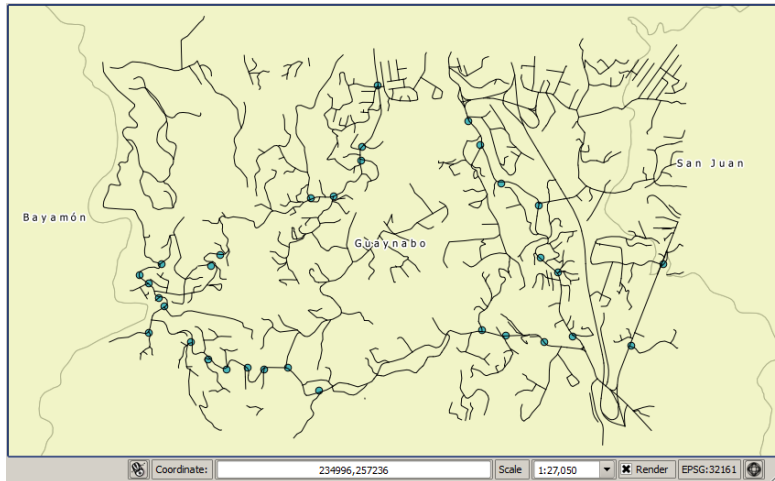 San Juan
Bayamón
Guaynabo
Coordinate: 234996,257236 Scale 1:27,050 Render EPSG:32161